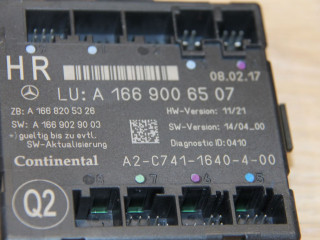 HR
08.02.17
LU: A 166 900 65 07
ZB: A 166 820 53 26
HW-Version: 11/21
SW: A 166 902 90 03
SW-Version: 14/04_00
+) gueltig bis zu evtl.
Diagnostic ID:0410
SW-Aktualisierung
Continental
A2-C741-1640-4-00
Q2